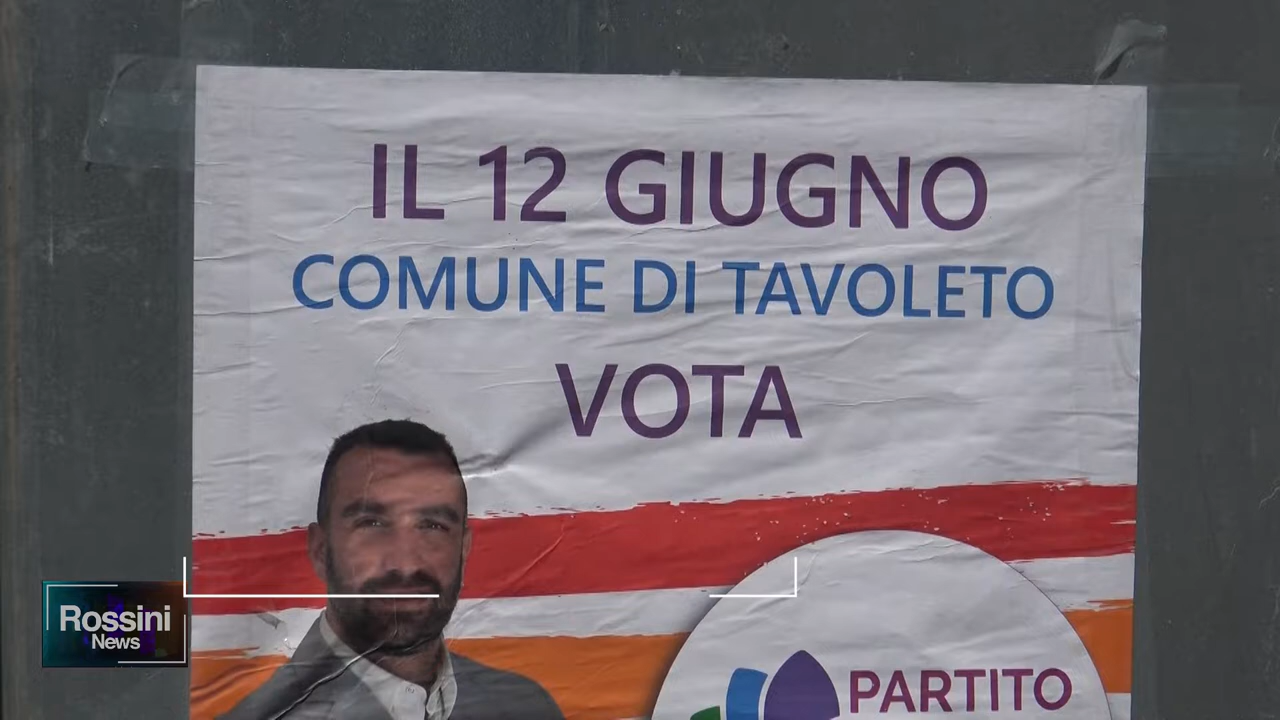 IL 12 GIUGNO
COMUNE DI TAVOLETO
VOTA
PARTITO
Rossini
News